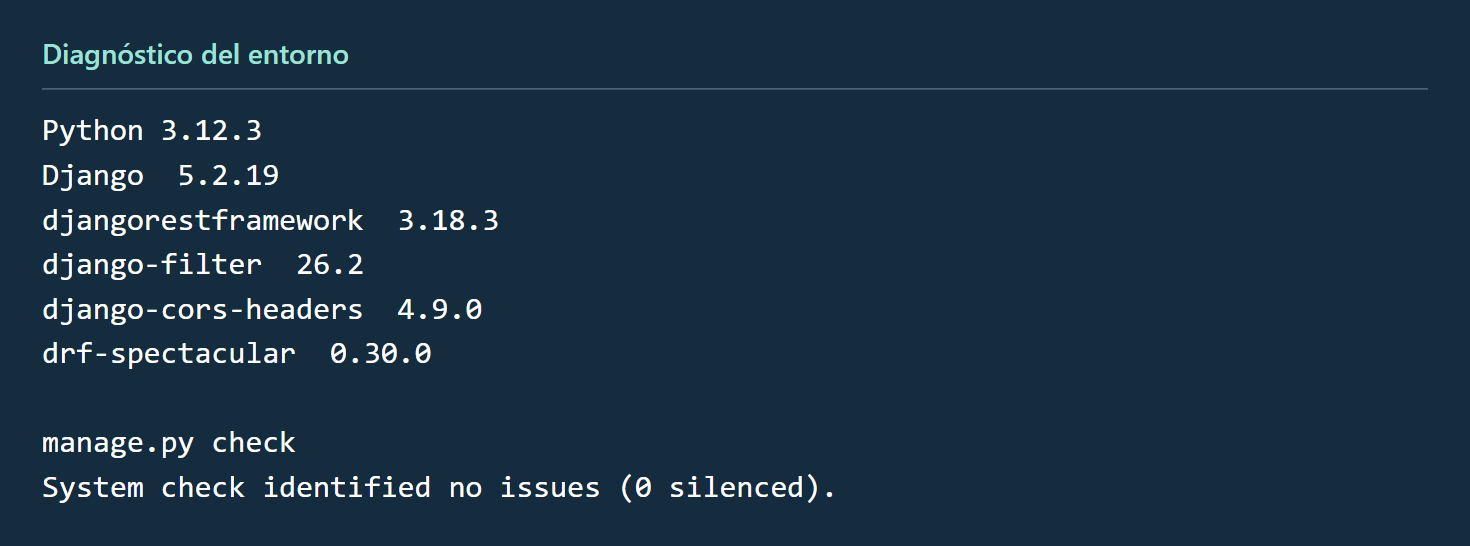 Diagnóstico del entorno
Python 3.12.3
Django  5.2.19
djangorestframework  3.18.3
django-filter  26.2
django-cors-headers  4.9.0
drf-spectacular  0.30.0
manage.py check
System check identified no issues (0 silenced).